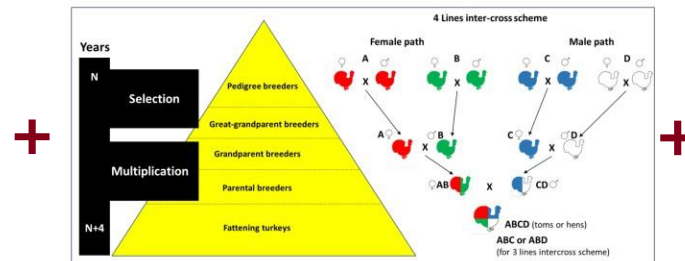 4 Lines inter-cross scheme
Years
N
Selection
Multiplication
N+4
Pedigree breeders
Great-grandparent breeders
Grandparent breeders
Parental breeders
Fattening turkeys
Female path
Male path
♀ A ♂
♀ B ♂
♀ C ♂
♀ D ♂
X
X
X
X
A♀ X ♂B
C♀ X ♂D
♀AB X CD♂
ABCD (toms or hens)
ABC or ABD
(for 3 lines intercross scheme)